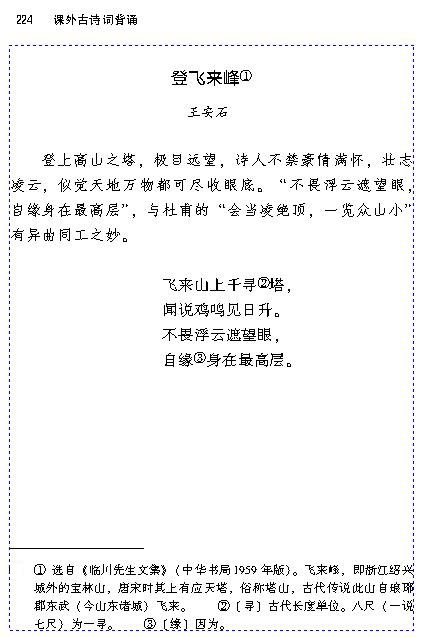 224 课外古诗词背诵
登飞来峰①
王安石
登上高山之塔，极目远望，诗人不禁豪情满怀，壮志
凌云，似觉天地万物都可尽收眼底。“不畏浮云遮望眼，
自缘身在最高层”，与杜甫的“会当凌绝顶，一览众山小”
有异曲同工之妙。
飞来山上千寻②塔，
闻说鸡鸣见日升。
不畏浮云遮望眼，
自缘③身在最高层。
① 选自《临川先生文集》（中华书局1959年版）。飞来峰，即浙江绍兴
城外的宝林山，唐宋时其上有应天塔，俗称塔山，古代传说此山自琅琊
郡东武（今山东诸城）飞来。 ②〔寻〕古代长度单位。八尺（一说
七尺）为一寻。 ③〔缘〕因为。